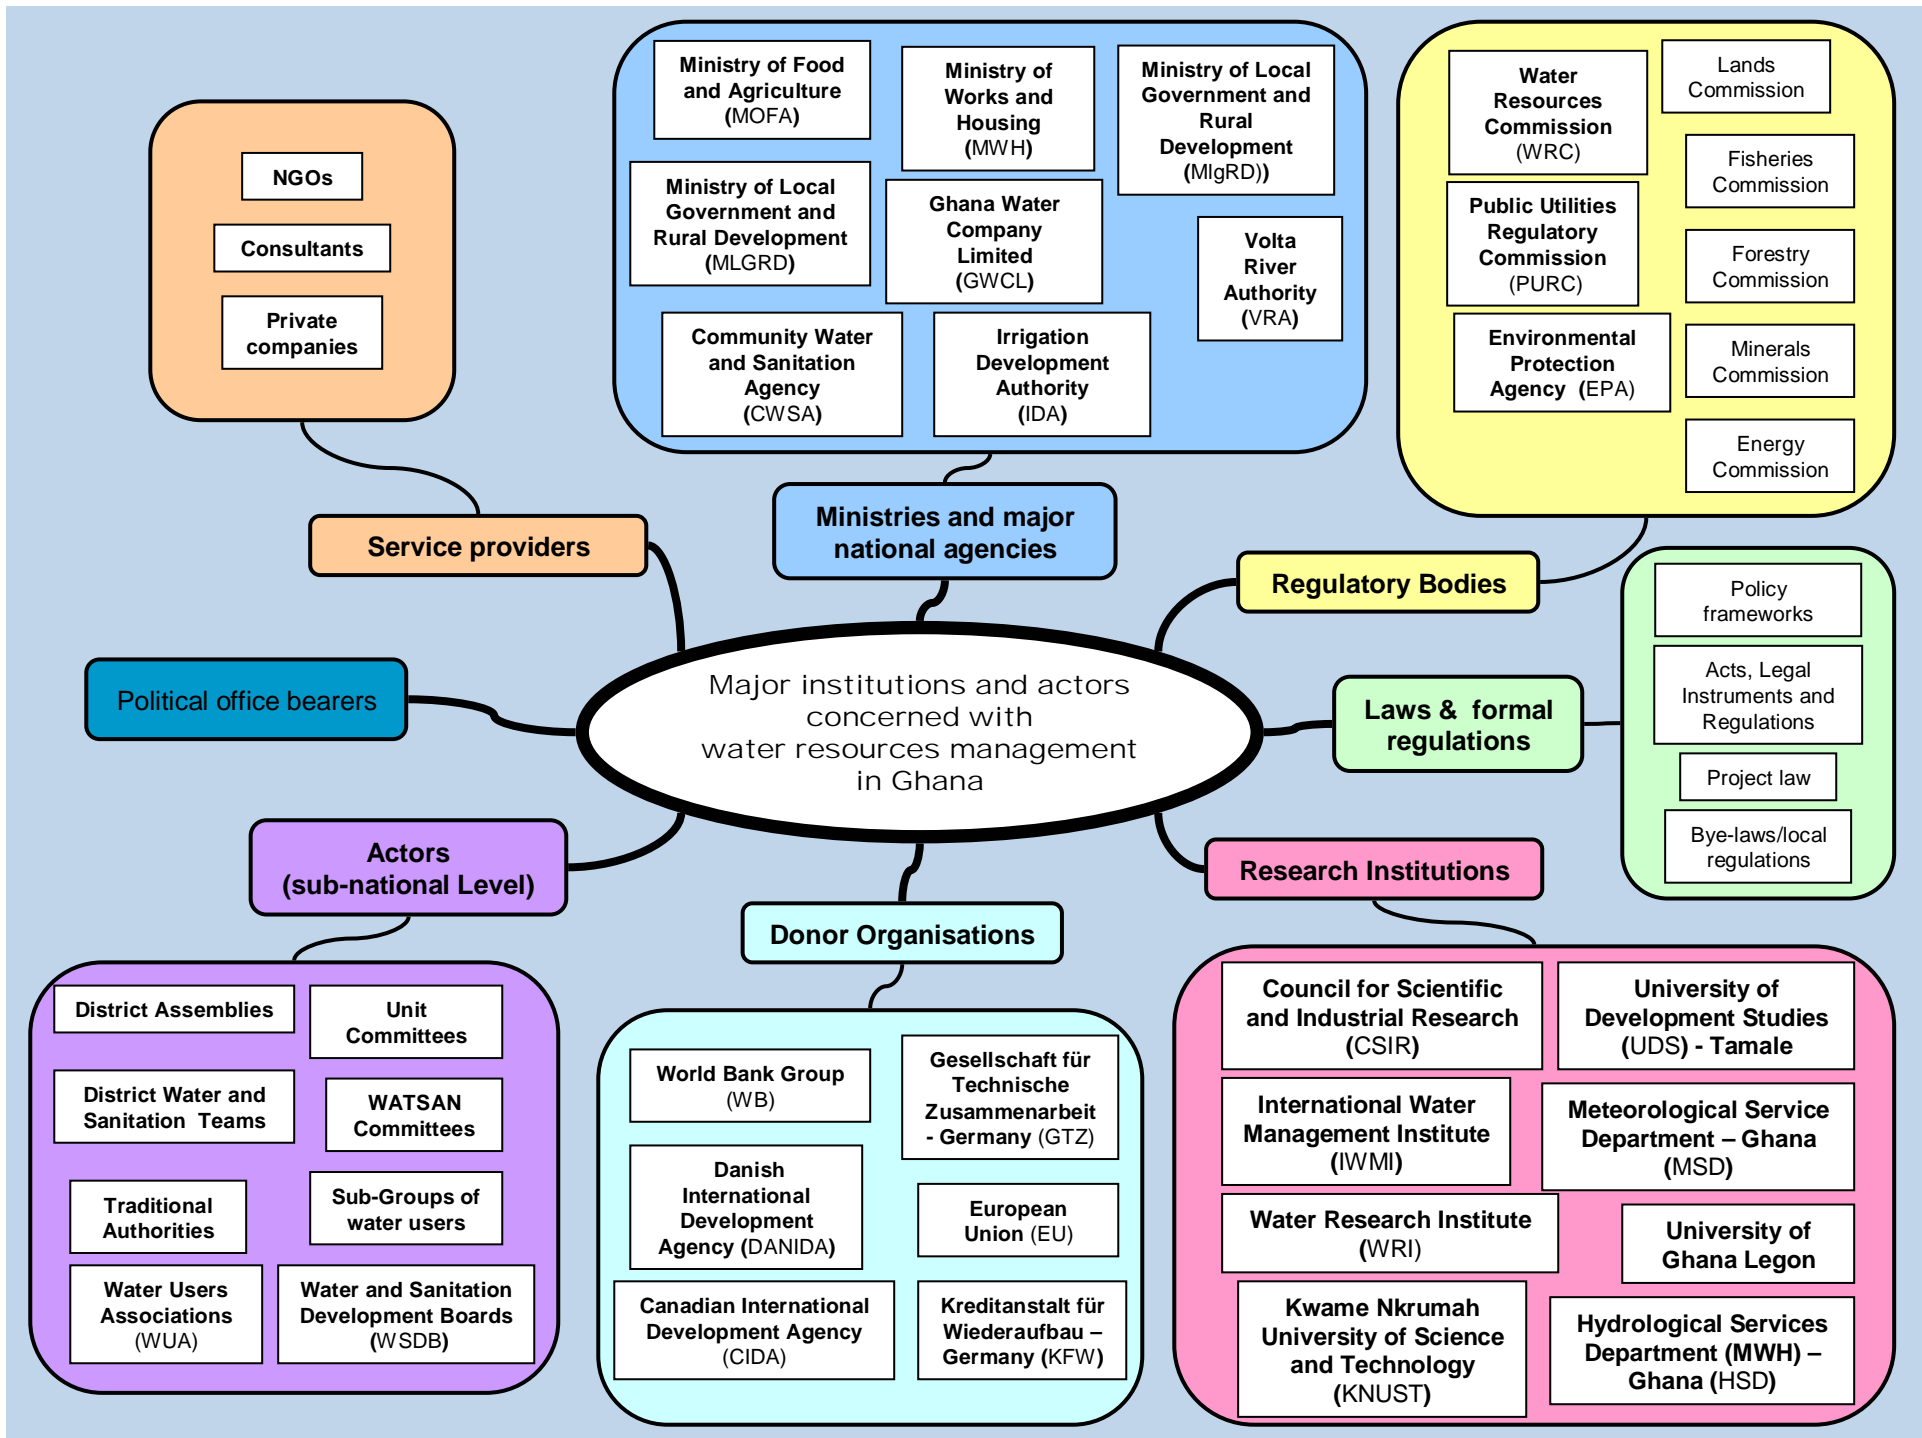 NGOs
Consultants
Private
companies
Service providers
Ministry of Food
and Agriculture
(MOFA)
Ministry of
Works and
Housing
(MWH)
Ministry of Local
Government and
Rural
Development
(MlgRD))
Ministry of Local
Government and
Rural Development
(MLGRD)
Ghana Water
Company
Limited
(GWCL)
Volta
River
Authority
(VRA)
Community Water
and Sanitation
Agency
(CWSA)
Irrigation
Development
Authority
(IDA)
Ministries and major
national agencies
Water
Resources
Commission
(WRC)
Lands
Commission
Fisheries
Commission
Public Utilities
Regulatory
Commission
(PURC)
Forestry
Commission
Environmental
Protection
Agency (EPA)
Minerals
Commission
Energy
Commission
Regulatory Bodies
Policy
frameworks
Acts, Legal
Instruments and
Regulations
Project law
Bye-laws/local
regulations
Laws & formal
regulations
Political office bearers
Major institutions and actors
concerned with
water resources management
in Ghana
Actors
(sub-national Level)
Donor Organisations
Research Institutions
District Assemblies
Unit
Committees
District Water and
Sanitation Teams
WATSAN
Committees
Traditional
Authorities
Sub-Groups of
water users
Water Users
Associations
(WUA)
Water and Sanitation
Development Boards
(WSDB)
World Bank Group
(WB)
Gesellschaft für
Technische
Zusammenarbeit
- Germany (GTZ)
Danish
International
Development
Agency (DANIDA)
European
Union (EU)
Canadian International
Development Agency
(CIDA)
Kreditanstalt für
Wiederaufbau –
Germany (KFW)
Council for Scientific
and Industrial Research
(CSIR)
University of
Development Studies
(UDS) - Tamale
International Water
Management Institute
(IWMI)
Meteorological Service
Department – Ghana
(MSD)
Water Research Institute
(WRI)
University of
Ghana Legon
Kwame Nkrumah
University of Science
and Technology
(KNUST)
Hydrological Services
Department (MWH) –
Ghana (HSD)